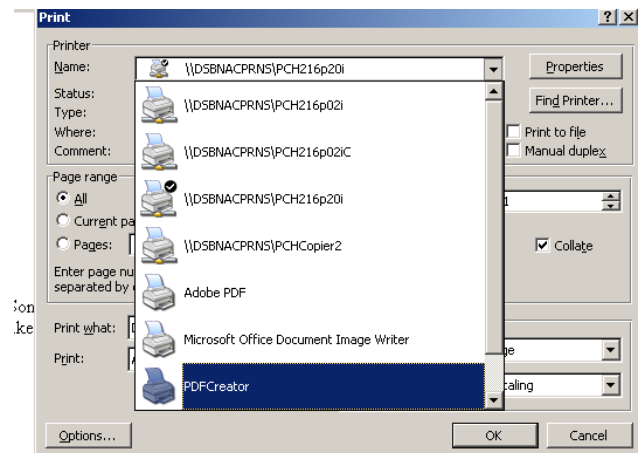 Print
Printer
Name: \\DSBNACPRNS\PCH216p20i Properties
Status:
\\DSBNACPRNS\PCH216p02i Find Printer...
Type:
Where: Print to file
Comment: \\DSBNACPRNS\PCH216p02iC Manual duplex
Page range
All \\DSBNACPRNS\PCH216p20i 1
Current pa
Pages: \\DSBNACPRNS\PCHCopier2 Collate
Enter page nu
separated by
Adobe PDF
Print what: Microsoft Office Document Image Writer
Print: PDFCreator caling
Options... OK Cancel